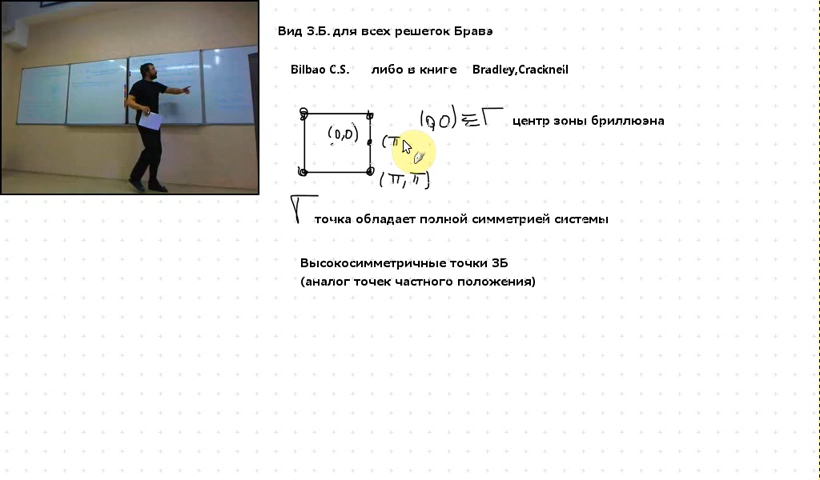 Вид З.Б. для всех решеток Бравэ
Bilbao C.S. либо в книге Bradley,Crackneil
(0,0)
(0,0) ≡ Γ центр зоны бриллюэна
(π
(π,π)
Γ точка обладает полной симметрией системы
Высокосимметричные точки ЗБ
(аналог точек частного положения)